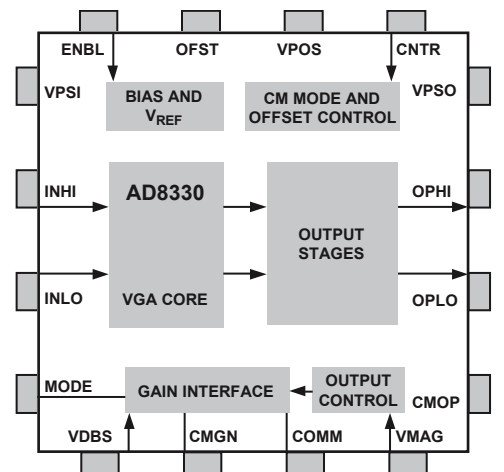 ENBL OFST VPOS CNTR
VPSI BIAS AND CM MODE AND VPSO
VREF OFFSET CONTROL
INHI AD8330 OPHI
OUTPUT
STAGES
INLO VGA CORE OPLO
MODE GAIN INTERFACE OUTPUT
CONTROL CMOP
VDBS CMGN COMM VMAG